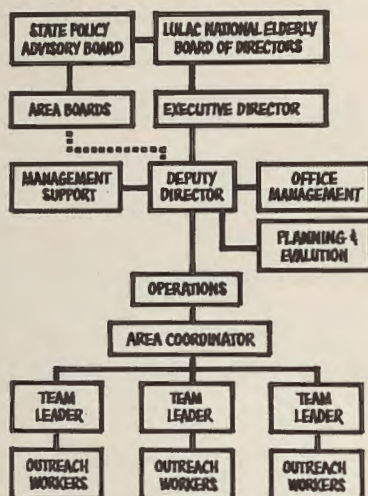 STATE POLICY
ADVISORY BOARD
LULAC NATIONAL ELDERLY
BOARD OF DIRECTORS
AREA BOARDS
EXECUTIVE DIRECTOR
MANAGEMENT
SUPPORT
DEPUTY
DIRECTOR
OFFICE
MANAGEMENT
PLANNING &
EVALUTION
OPERATIONS
AREA COORDINATOR
TEAM
LEADER
TEAM
LEADER
TEAM
LEADER
OUTREACH
WORKERS
OUTREACH
WORKERS
OUTREACH
WORKERS